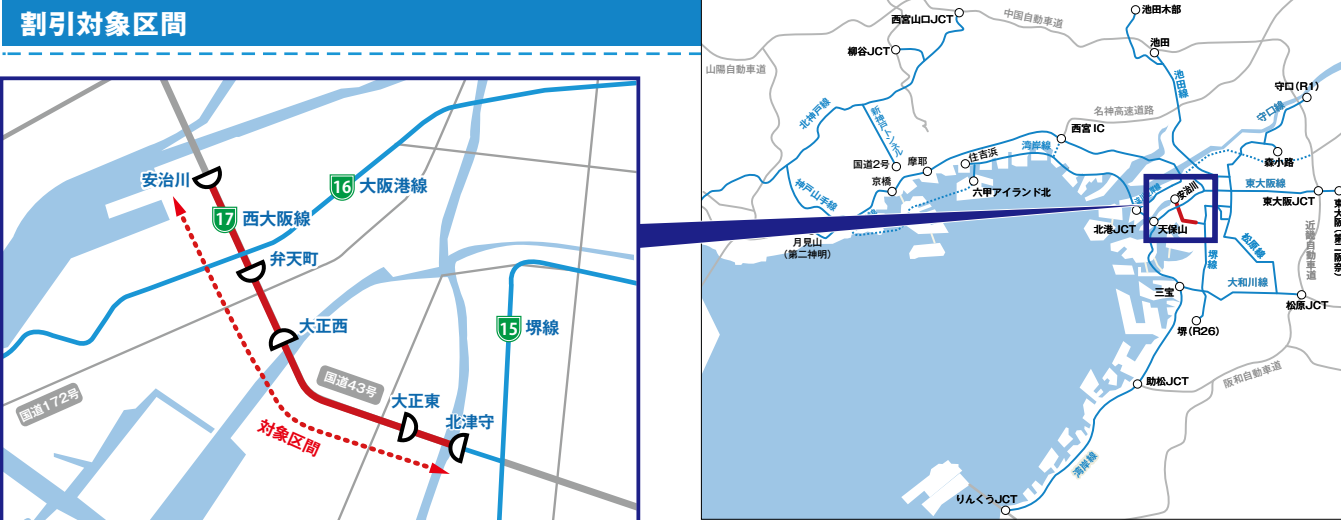 割引対象区間
安治川
16 大阪港線
17 西大阪線
弁天町
大正西
15 堺線
国道43号
国道172号
大正東
北津守
対象区間
西宮山口JCT
中国自動車道
池田木部
柳谷JCT
池田
山陽自動車道
池田線
守口(R1)
北神戸線
新神戸トンネル
名神高速道路
守口線
西宮IC
湾岸線
住吉浜
摩耶
国道2号
森小路
京橋
六甲アイランド北
神戸山手線
安治川
東大阪線
東大阪JCT
東大阪(第二阪奈)
北港JCT
天保山
近畿自動車道
月見山
(第二神明)
松原線
堺線
大和川線
三宝
松原JCT
堺(R26)
助松JCT
阪和自動車道
湾岸線
りんくうJCT